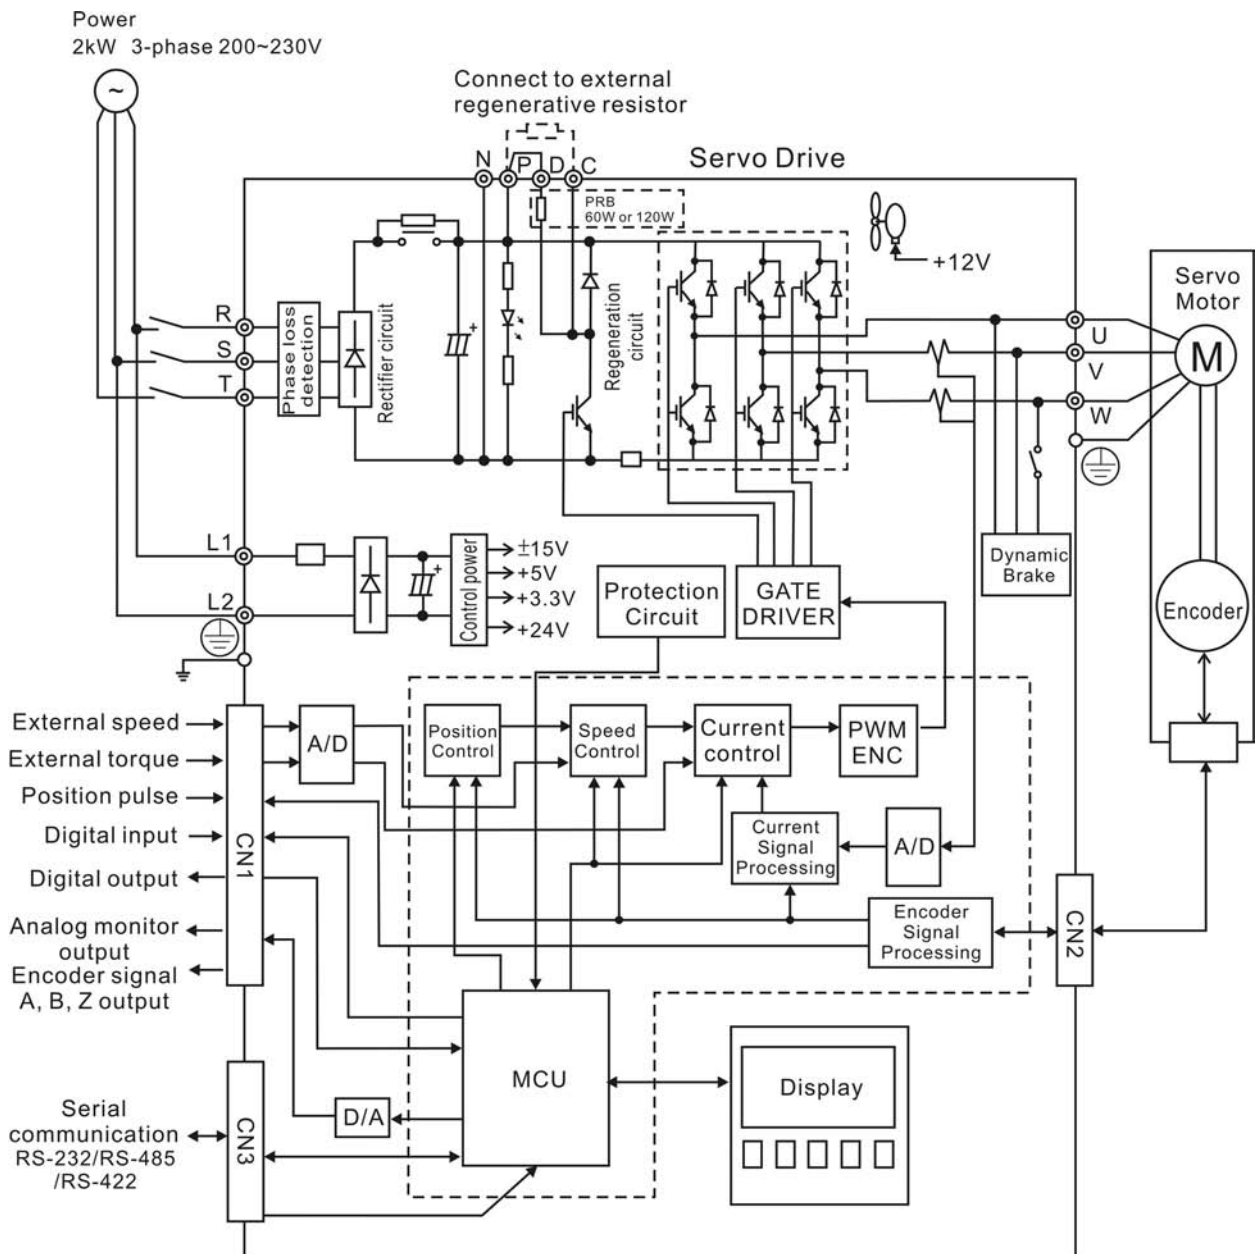 Power
2kW 3-phase 200~230V
~
Connect to external
regenerative resistor
N P D C
Servo Drive
PRB
60W or 120W
+12V
Servo
Motor
R
S
T
Phase loss
detection
Rectifier circuit
+
Regeneration
circuit
U
V
W
M
L1
L2
+
Control power
±15V
+5V
+3.3V
+24V
Protection
Circuit
GATE
DRIVER
Dynamic
Brake
Encoder
External speed
External torque
Position pulse
Digital input
Digital output
Analog monitor
output
Encoder signal
A, B, Z output
CN1
A/D
Position
Control
Speed
Control
Current
control
PWM
ENC
Current
Signal
Processing
A/D
Encoder
Signal
Processing
CN2
MCU
Display
D/A
Serial
communication
RS-232/RS-485
/RS-422
CN3